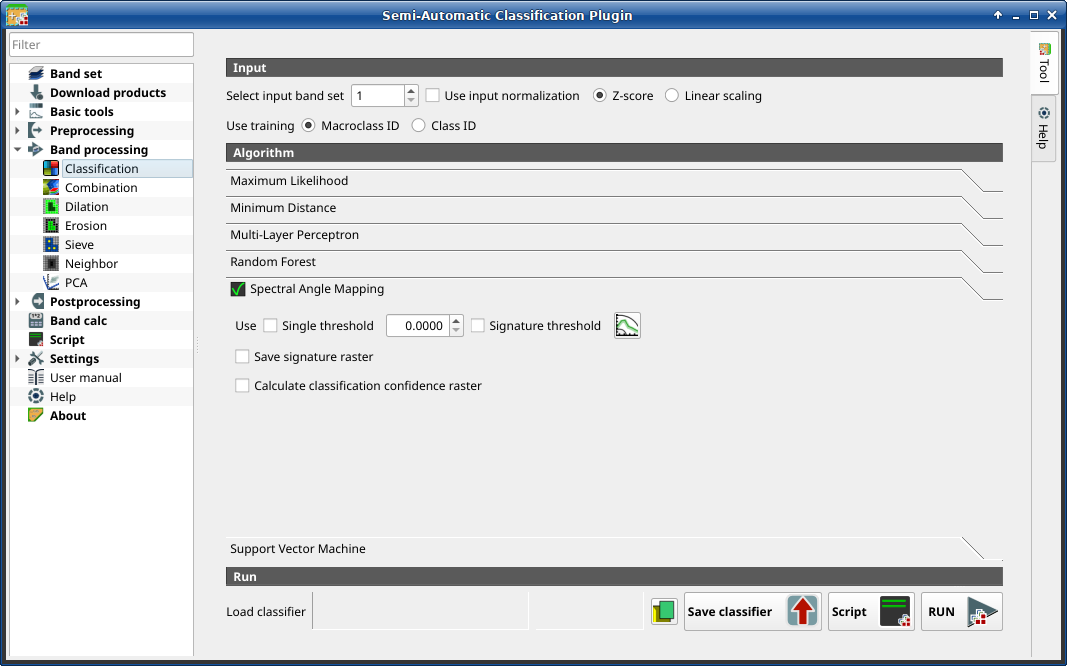 Semi-Automatic Classification Plugin
Filter
Band set
Download products
Basic tools
Preprocessing
Band processing
Classification
Combination
Dilation
Erosion
Sieve
Neighbor
PCA
Postprocessing
Band calc
Script
Settings
User manual
Help
About
Input
Select input band set 1 Use input normalization Z-score Linear scaling
Use training Macroclass ID Class ID
Algorithm
Maximum Likelihood
Minimum Distance
Multi-Layer Perceptron
Random Forest
Spectral Angle Mapping
Use Single threshold 0.0000 Signature threshold
Save signature raster
Calculate classification confidence raster
Support Vector Machine
Run
Load classifier Save classifier Script RUN
Tool
Help